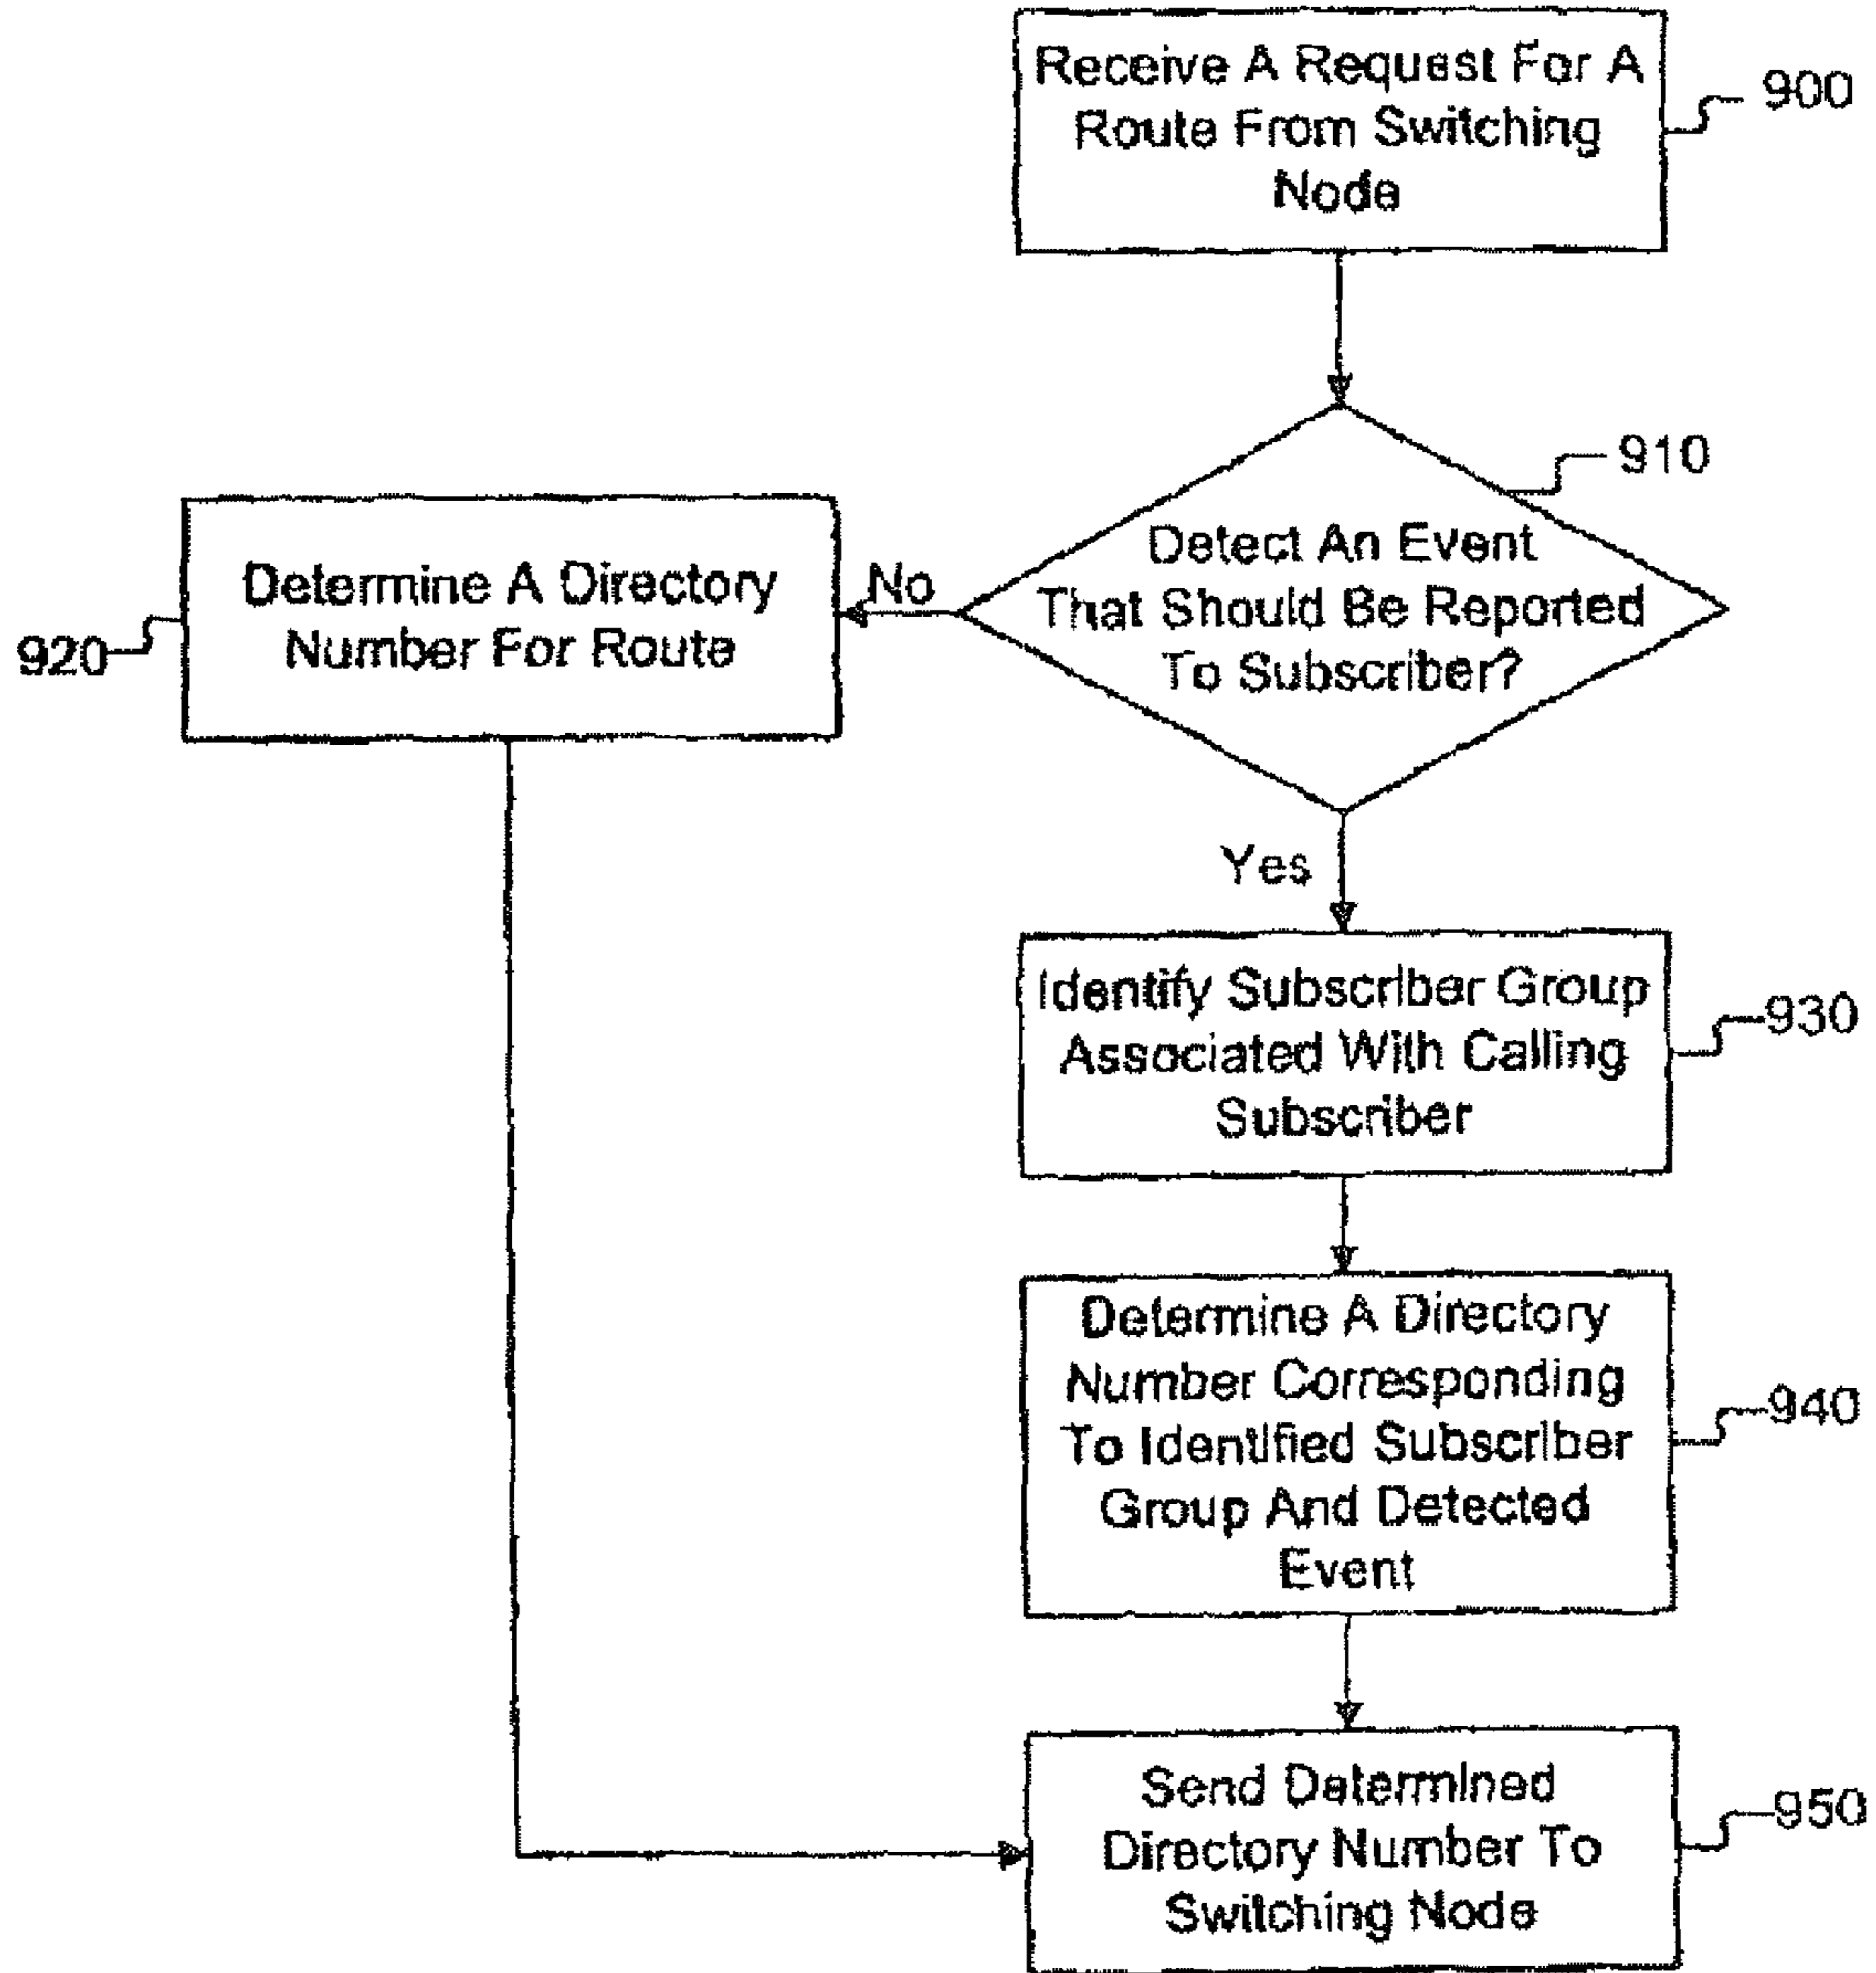 Receive A Request For A
Route From Switching
Node
900
910
Detect An Event
That Should Be Reported
To Subscriber?
No
Determine A Directory
Number For Route
920
Yes
Identify Subscriber Group
Associated With Calling
Subscriber
930
Determine A Directory
Number Corresponding
To Identified Subscriber
Group And Detected
Event
940
Send Determined
Directory Number To
Switching Node
950